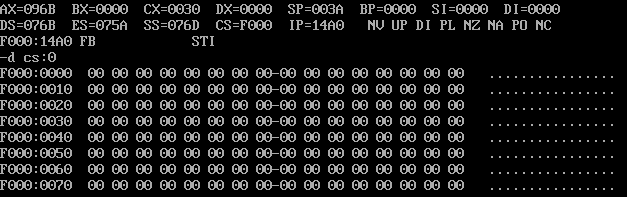 AX=096B  BX=0000  CX=0030  DX=0000  SP=003A  BP=0000  SI=0000  DI=0000
DS=076B  ES=075A  SS=076D  CS=F000  IP=14A0   NV UP DI PL NZ NA PO NC
F000:14A0 FB            STI
-d cs:0
F000:0000  00 00 00 00 00 00 00 00-00 00 00 00 00 00 00 00   ................
F000:0010  00 00 00 00 00 00 00 00-00 00 00 00 00 00 00 00   ................
F000:0020  00 00 00 00 00 00 00 00-00 00 00 00 00 00 00 00   ................
F000:0030  00 00 00 00 00 00 00 00-00 00 00 00 00 00 00 00   ................
F000:0040  00 00 00 00 00 00 00 00-00 00 00 00 00 00 00 00   ................
F000:0050  00 00 00 00 00 00 00 00-00 00 00 00 00 00 00 00   ................
F000:0060  00 00 00 00 00 00 00 00-00 00 00 00 00 00 00 00   ................
F000:0070  00 00 00 00 00 00 00 00-00 00 00 00 00 00 00 00   ................